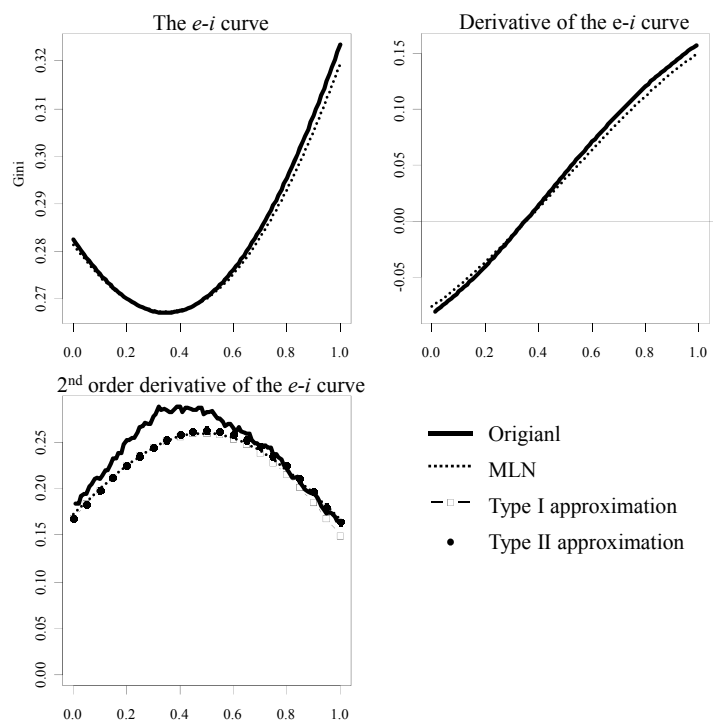 The e-i curve
Derivative of the e-i curve
Gini
0.32
0.31
0.30
0.29
0.28
0.27
0.0 0.2 0.4 0.6 0.8 1.0
0.15
0.10
0.05
0.00
-0.05
0.0 0.2 0.4 0.6 0.8 1.0
2nd order derivative of the e-i curve
0.25
0.20
0.15
0.10
0.05
0.00
0.0 0.2 0.4 0.6 0.8 1.0
Origianl
MLN
Type I approximation
Type II approximation